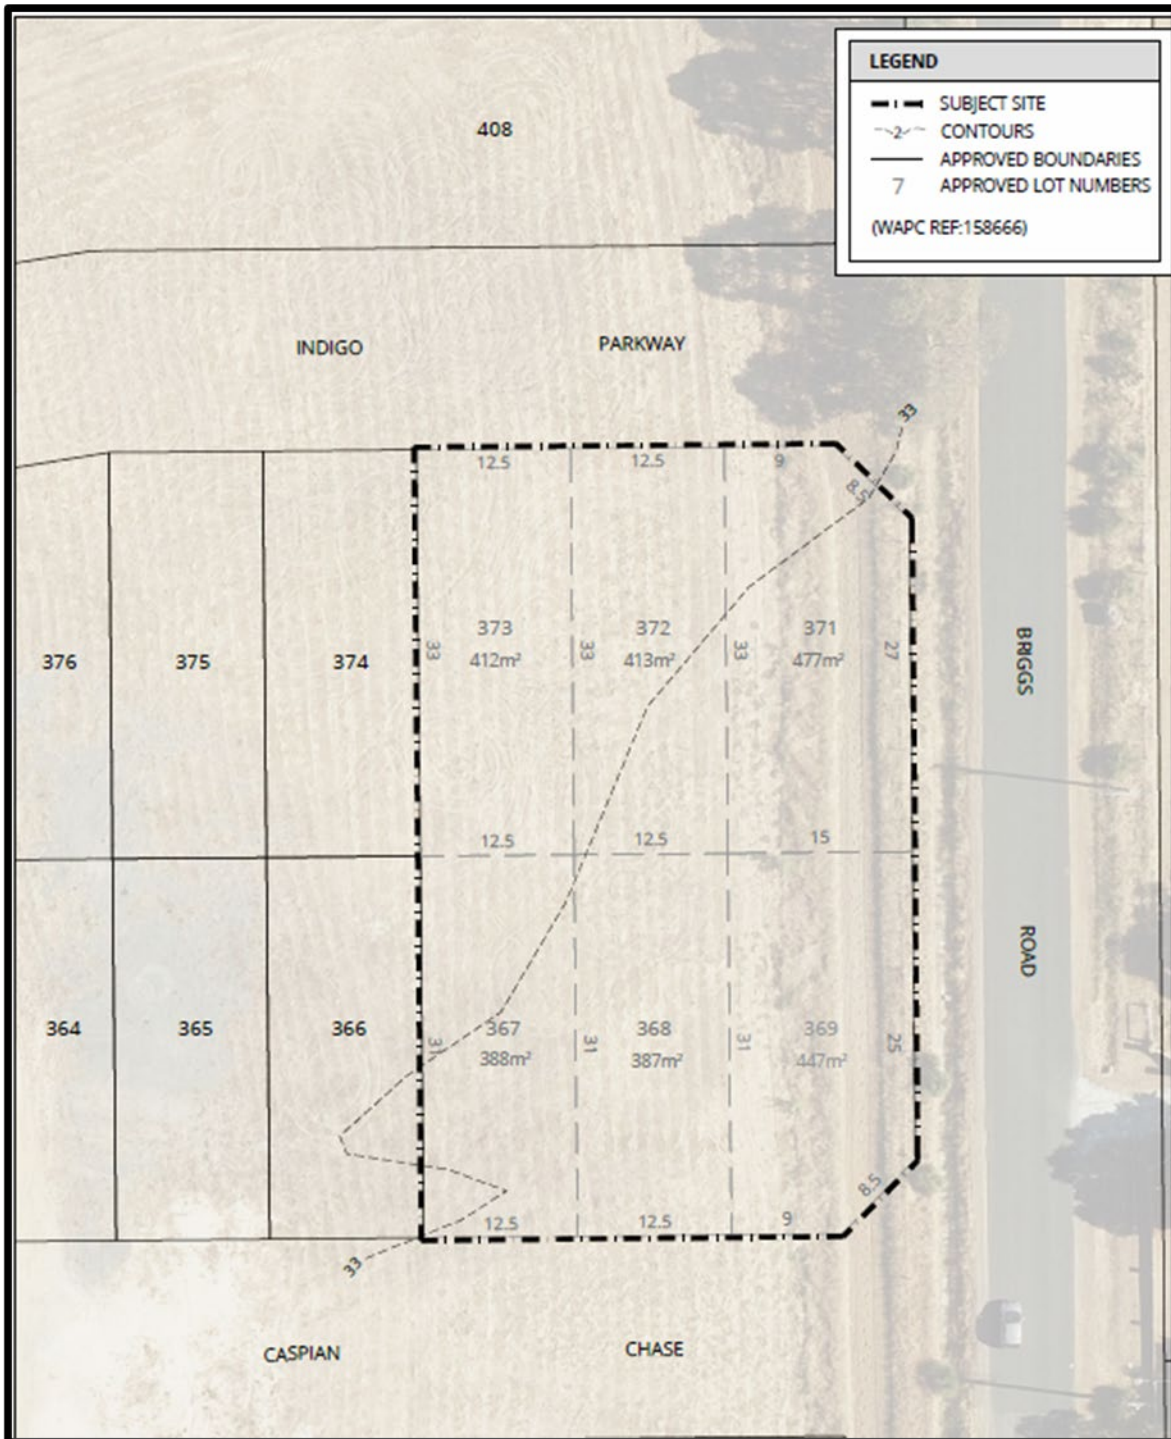 LEGEND
SUBJECT SITE
2 CONTOURS
APPROVED BOUNDARIES
7 APPROVED LOT NUMBERS
(WAPC REF:158666)
408
INDIGO PARKWAY
33
12.5 12.5 9
8.5
373 372 371
412m² 413m² 477m²
33 33 33 27
376 375 374
BRIGGS
12.5 12.5 15
ROAD
364 365 366
367 368 369
388m² 387m² 447m²
31 31 31 25
8.5
12.5 12.5 9
33
CASPIAN CHASE